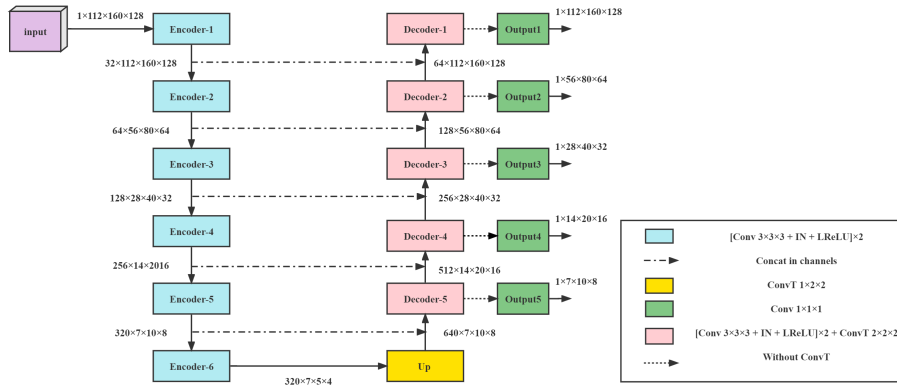 1×112×160×128
input
Encoder-1
Decoder-1
Output1
1×112×160×128
32×112×160×128
64×112×160×128
Encoder-2
Decoder-2
Output2
1×56×80×64
64×56×80×64
128×56×80×64
Encoder-3
Decoder-3
Output3
1×28×40×32
128×28×40×32
256×28×40×32
Encoder-4
Decoder-4
Output4
1×14×20×16
256×14×2016
512×14×20×16
Encoder-5
Decoder-5
Output5
1×7×10×8
320×7×10×8
640×7×10×8
Encoder-6
Up
320×7×5×4
[Conv 3×3×3 + IN + LReLU]×2
Concat in channels
ConvT 1×2×2
Conv 1×1×1
[Conv 3×3×3 + IN + LReLU]×2 + ConvT 2×2×2
Without ConvT